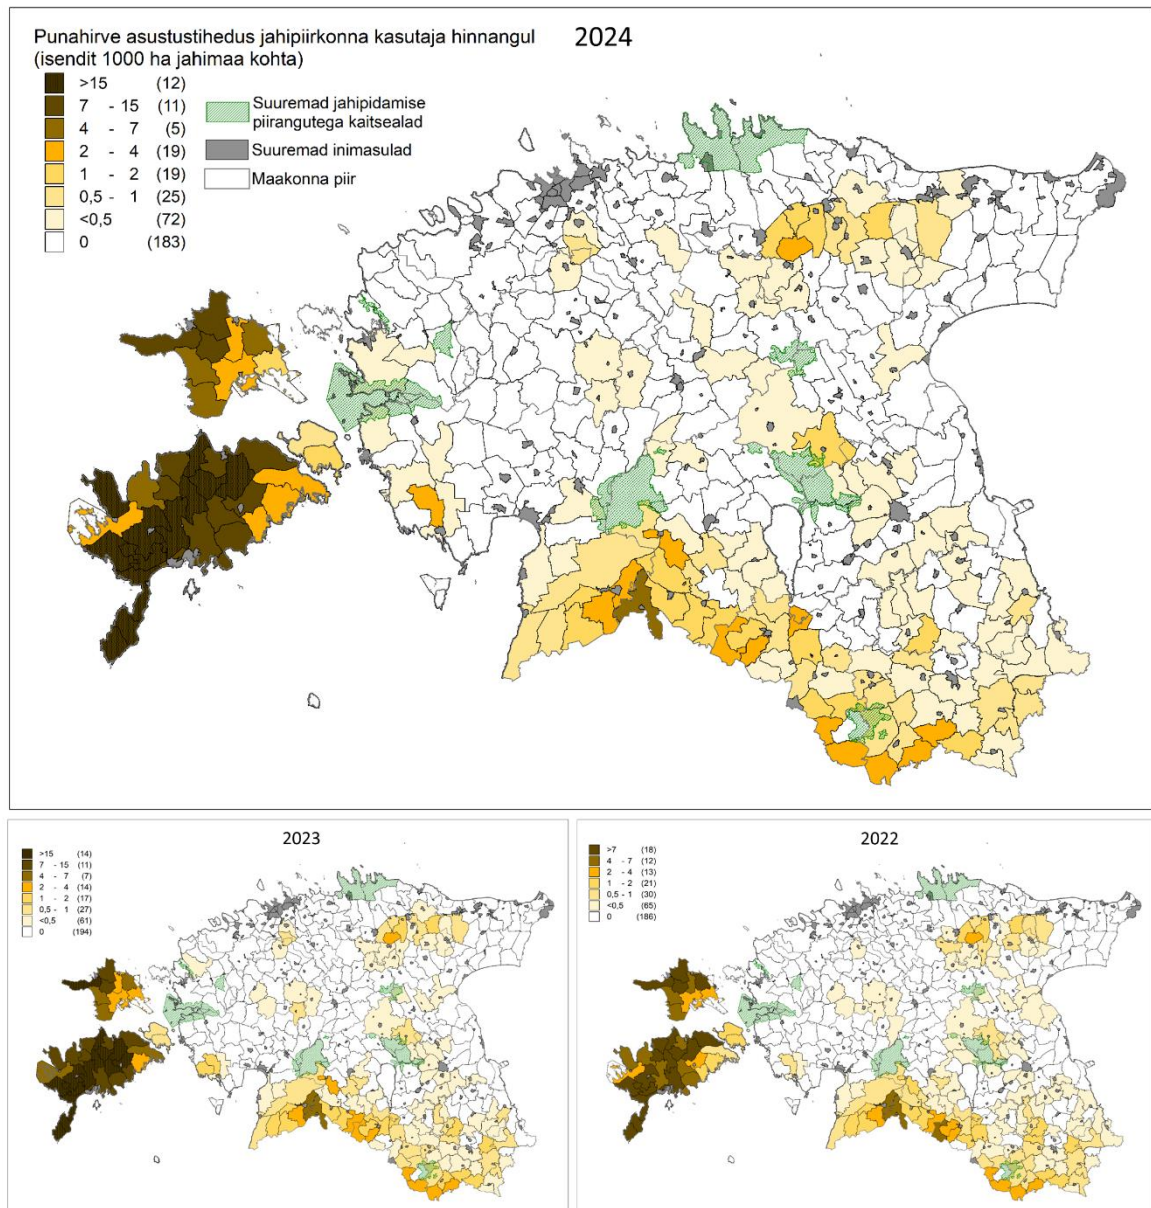 Punahirve asustustihedus jahipiirkonna kasutaja hinnangul
(isendit 1000 ha jahimaa kohta)
2024
>15 (12)
7 - 15 (11)
4 - 7 (5)
2 - 4 (19)
1 - 2 (19)
0,5 - 1 (25)
<0,5 (72)
0 (183)
Suuremad jahipidamise
piirangutega kaitsealad
Suuremad inimasulad
Maakonna piir
2023
>15 (14)
7 - 15 (11)
4 - 7 (7)
2 - 4 (14)
1 - 2 (17)
0,5 - 1 (27)
<0,5 (61)
0 (194)
2022
>7 (18)
4 - 7 (12)
2 - 4 (13)
1 - 2 (21)
0,5 - 1 (30)
<0,5 (65)
0 (186)